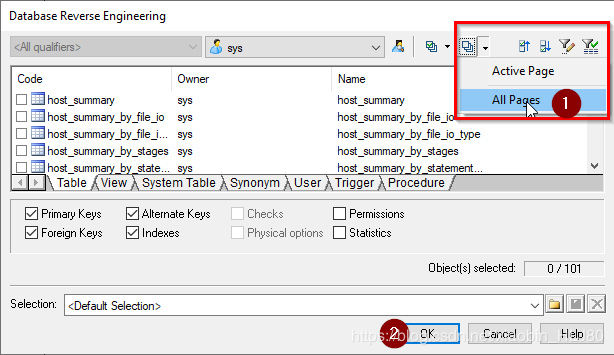 Database Reverse Engineering
<All qualifiers>
sys
Active Page
All Pages
1
Code Owner Name
host_summary sys host_summary
host_summary_by_file_io sys host_summary_by_file_io
host_summary_by_file_i... sys host_summary_by_file_io_type
host_summary_by_stages sys host_summary_by_stages
host_summary_by_state... sys host_summary_by_statement...
Table View System Table Synonym User Trigger Procedure
Primary Keys Alternate Keys Checks Permissions
Foreign Keys Indexes Physical options Statistics
Object(s) selected: 0 / 101
Selection: <Default Selection>
2 OK Cancel Help